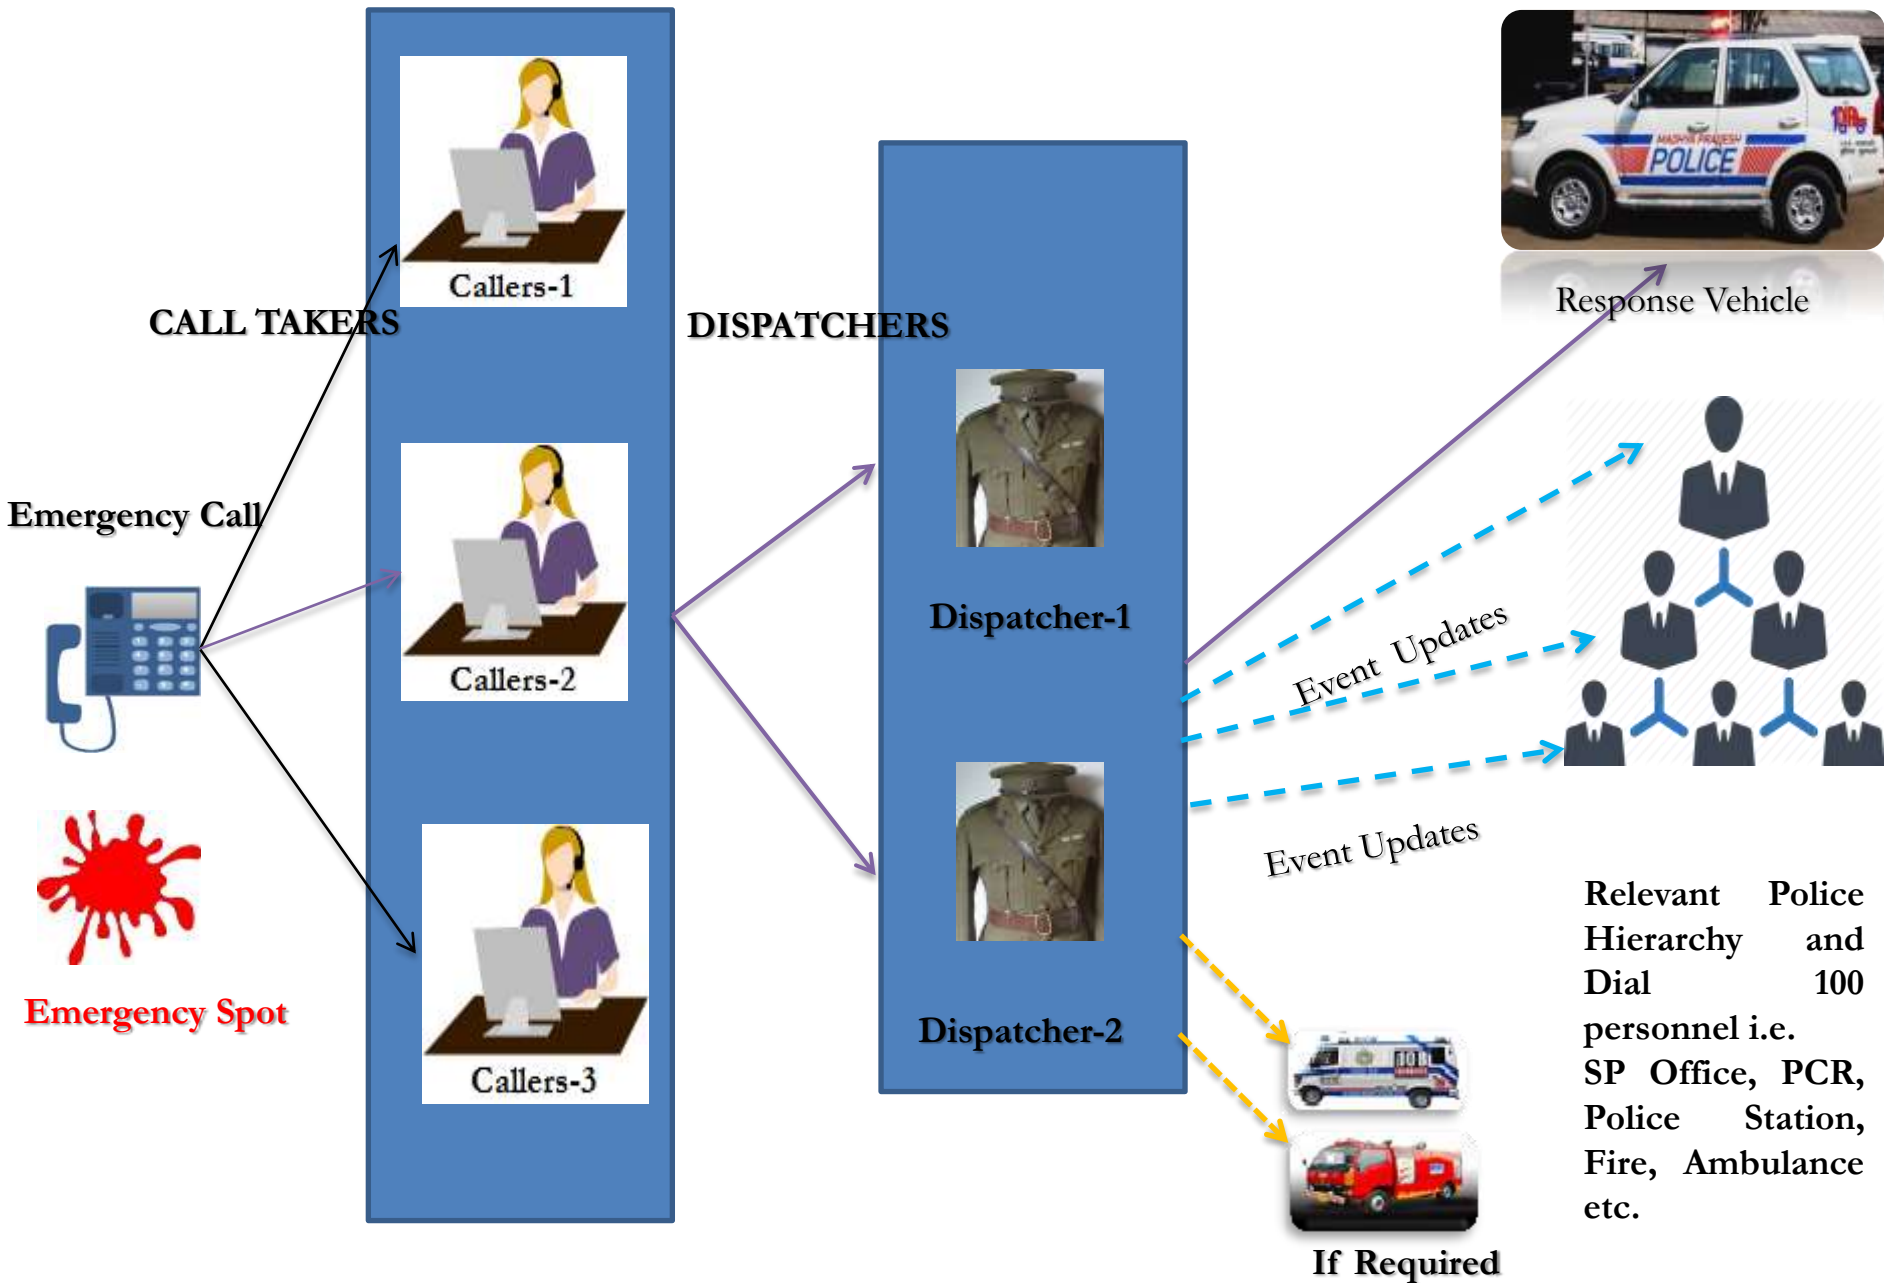 Callers-1
CALL TAKERS
DISPATCHERS
MADHYA PRADESH
POLICE
Response Vehicle
Emergency Call
Callers-2
Dispatcher-1
Event Updates
Event Updates
Emergency Spot
Callers-3
Dispatcher-2
Relevant Police
Hierarchy and
Dial 100
personnel i.e.
SP Office, PCR,
Police Station,
Fire, Ambulance
etc.
If Required